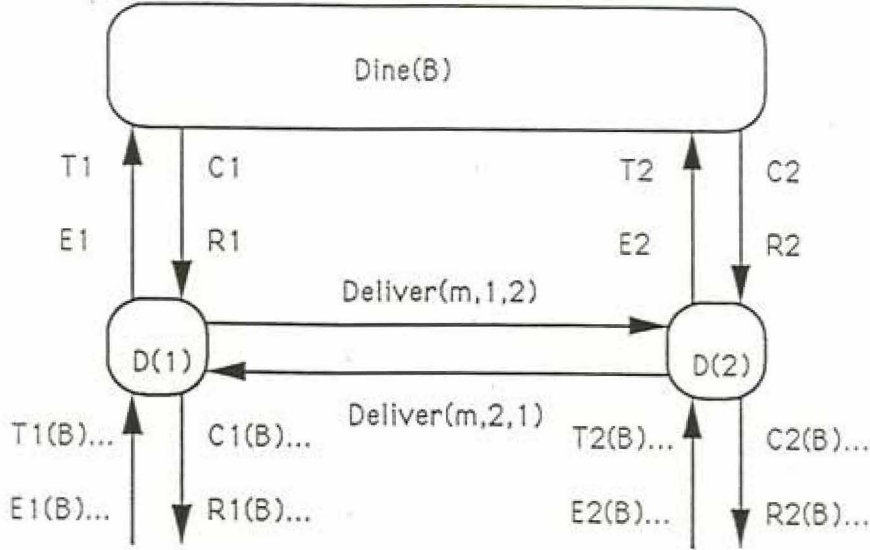 Dine(B)
T1
C1
T2
C2
E1
R1
E2
R2
Deliver(m,1,2)
D(1)
D(2)
Deliver(m,2,1)
T1(B)...
C1(B)...
T2(B)...
C2(B)...
E1(B)...
R1(B)...
E2(B)...
R2(B)...